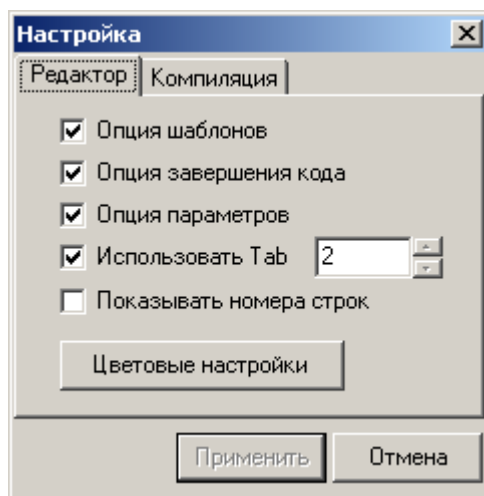 Настройка
Редактор Компиляция
Опция шаблонов
Опция завершения кода
Опция параметров
Использовать Tab 2
Показывать номера строк
Цветовые настройки
Применить Отмена